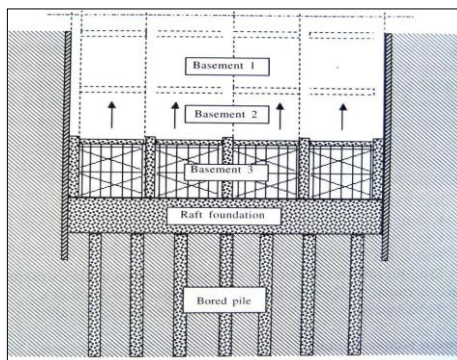 Basement 1
Basement 2
Basement 3
Raft foundation
Bored pile